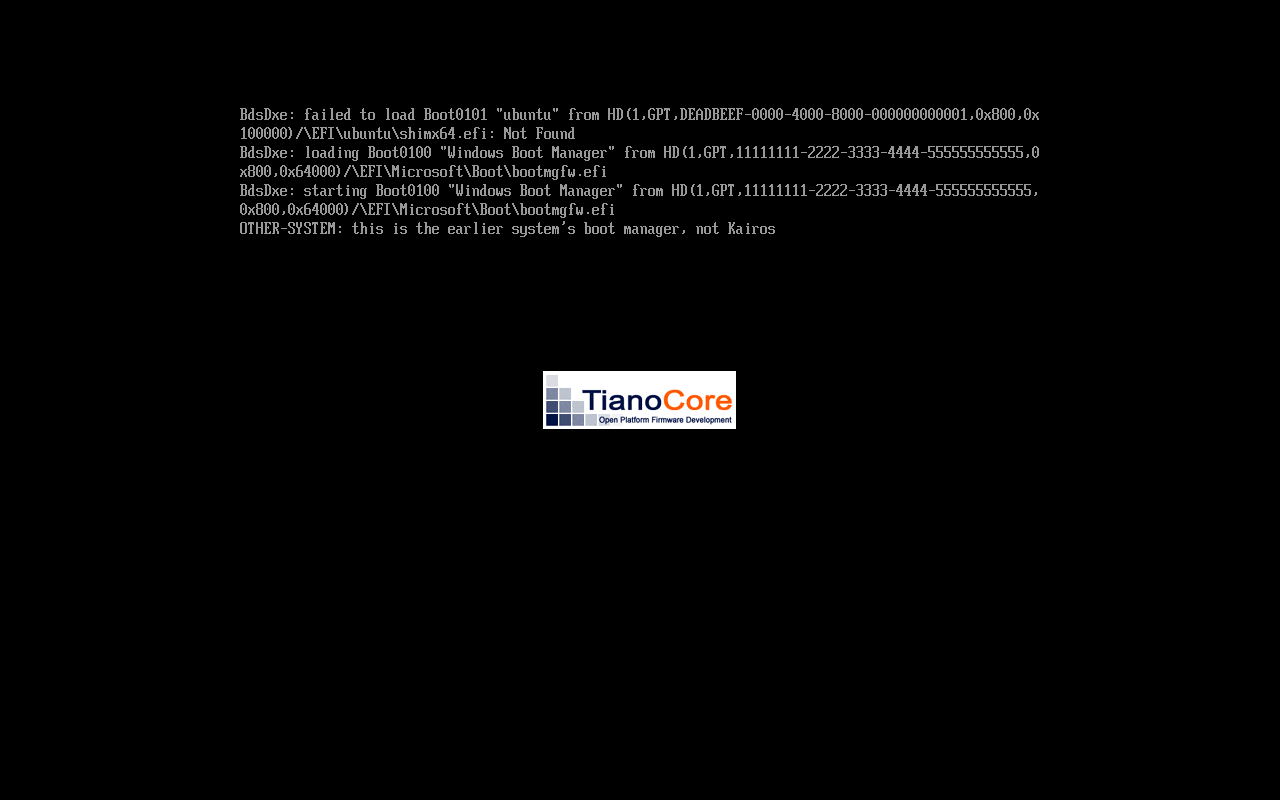 BdsDxe: failed to load Boot0101 "ubuntu" from HD(1,GPT,DEADBEEF-0000-4000-8000-000000000001,0x800,0x
100000)/\EFI\ubuntu\shimx64.efi: Not Found
BdsDxe: loading Boot0100 "Windows Boot Manager" from HD(1,GPT,11111111-2222-3333-4444-555555555555,0
x800,0x64000)/\EFI\Microsoft\Boot\bootmgfw.efi
BdsDxe: starting Boot0100 "Windows Boot Manager" from HD(1,GPT,11111111-2222-3333-4444-555555555555,
0x800,0x64000)/\EFI\Microsoft\Boot\bootmgfw.efi
OTHER-SYSTEM: this is the earlier system's boot manager, not Kairos
TianoCore
Open Platform Firmware Development